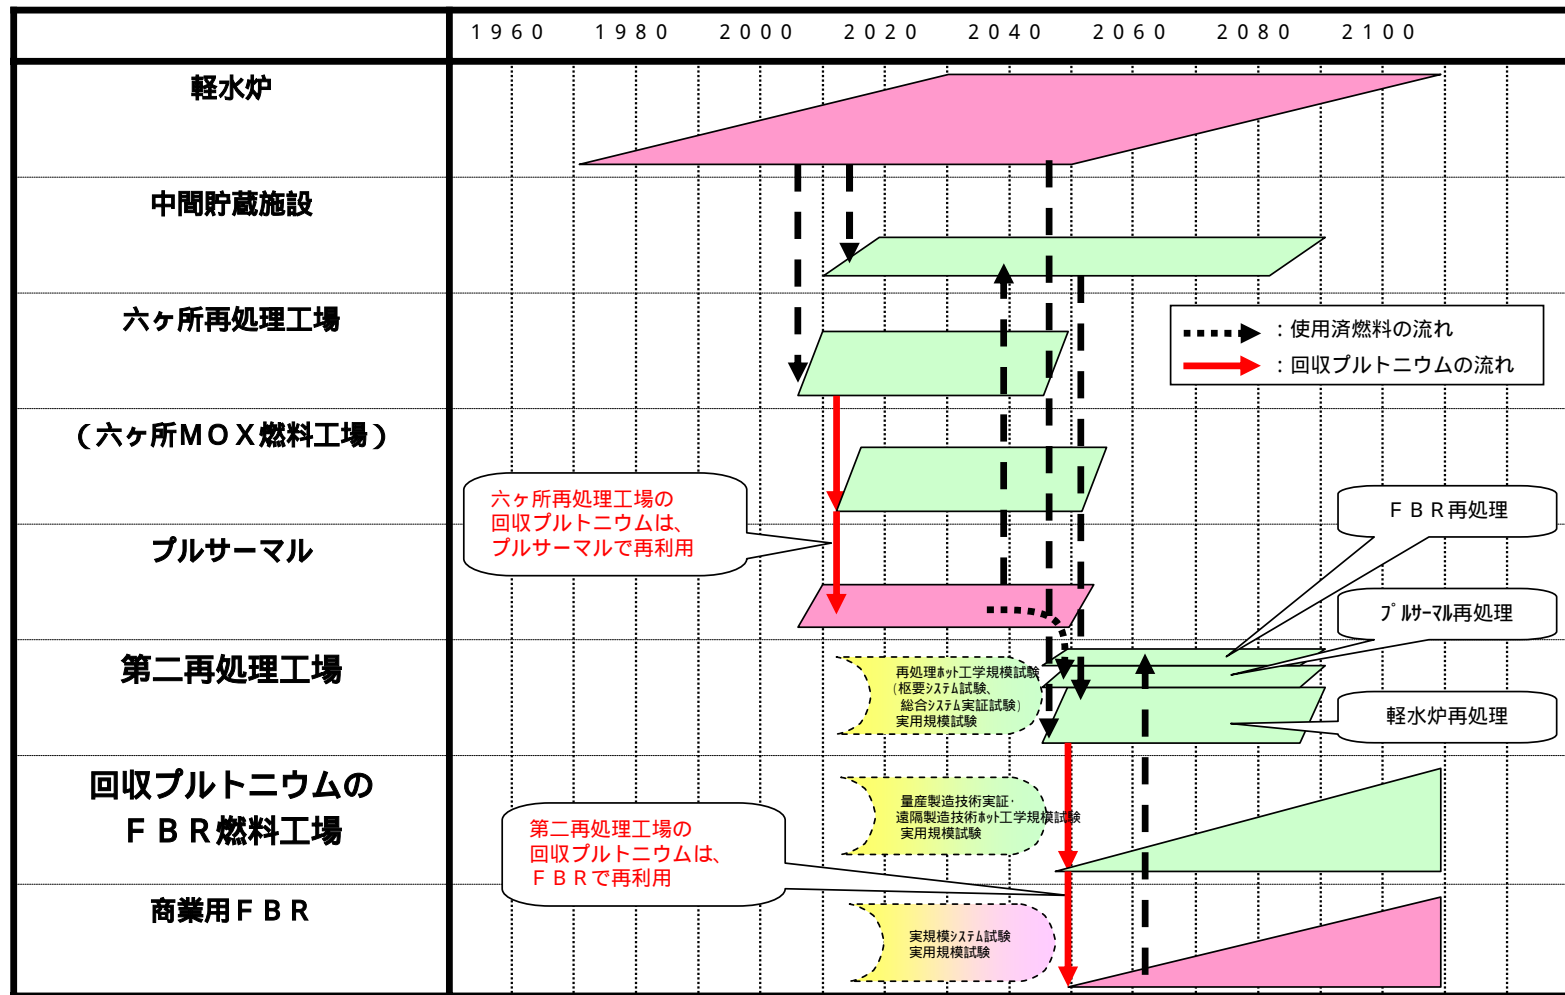 1960 1980 2000 2020 2040 2060 2080 2100
軽水炉
中間貯蔵施設
六ヶ所再処理工場
:使用済燃料の流れ
:回収プルトニウムの流れ
(六ヶ所MOX燃料工場)
六ヶ所再処理工場の
回収プルトニウムは、
プルサーマルで再利用
FBR再処理
プルサーマル
プルサーマル再処理
第二再処理工場
再処理ホット工学規模試験
(枢要システム試験、
総合システム実証試験)
実用規模試験
軽水炉再処理
回収プルトニウムの
FBR燃料工場
量産製造技術実証・
遠隔製造技術ホット工学規模試験
実用規模試験
第二再処理工場の
回収プルトニウムは、
FBRで再利用
商業用FBR
実規模システム試験
実用規模試験